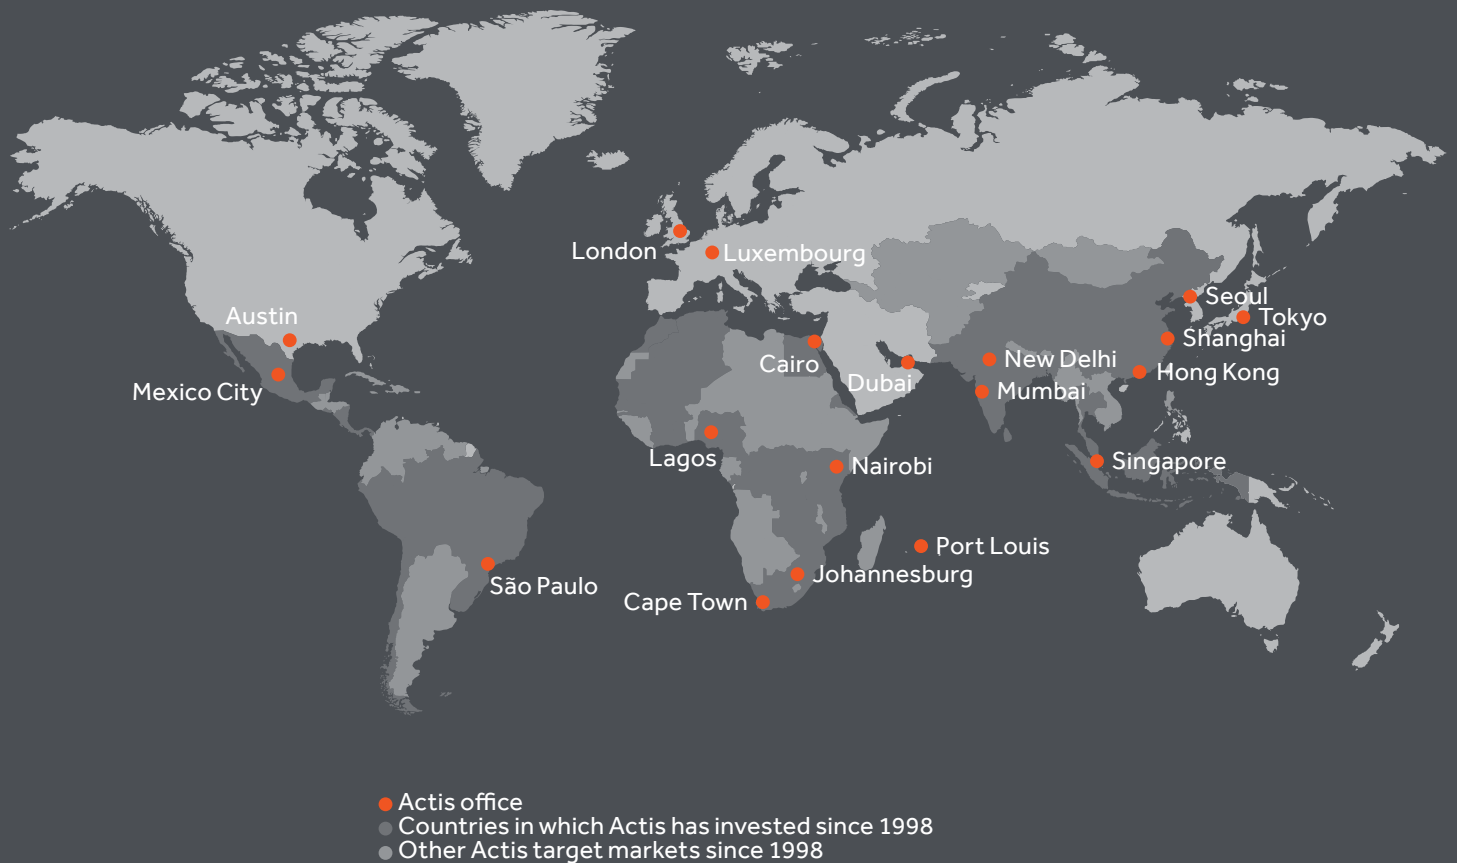 London
Luxembourg
Seoul
Austin
Tokyo
Shanghai
Cairo
New Delhi
Hong Kong
Dubai
Mexico City
Mumbai
Lagos
Nairobi
Singapore
Port Louis
Johannesburg
São Paulo
Cape Town
Actis office
Countries in which Actis has invested since 1998
Other Actis target markets since 1998